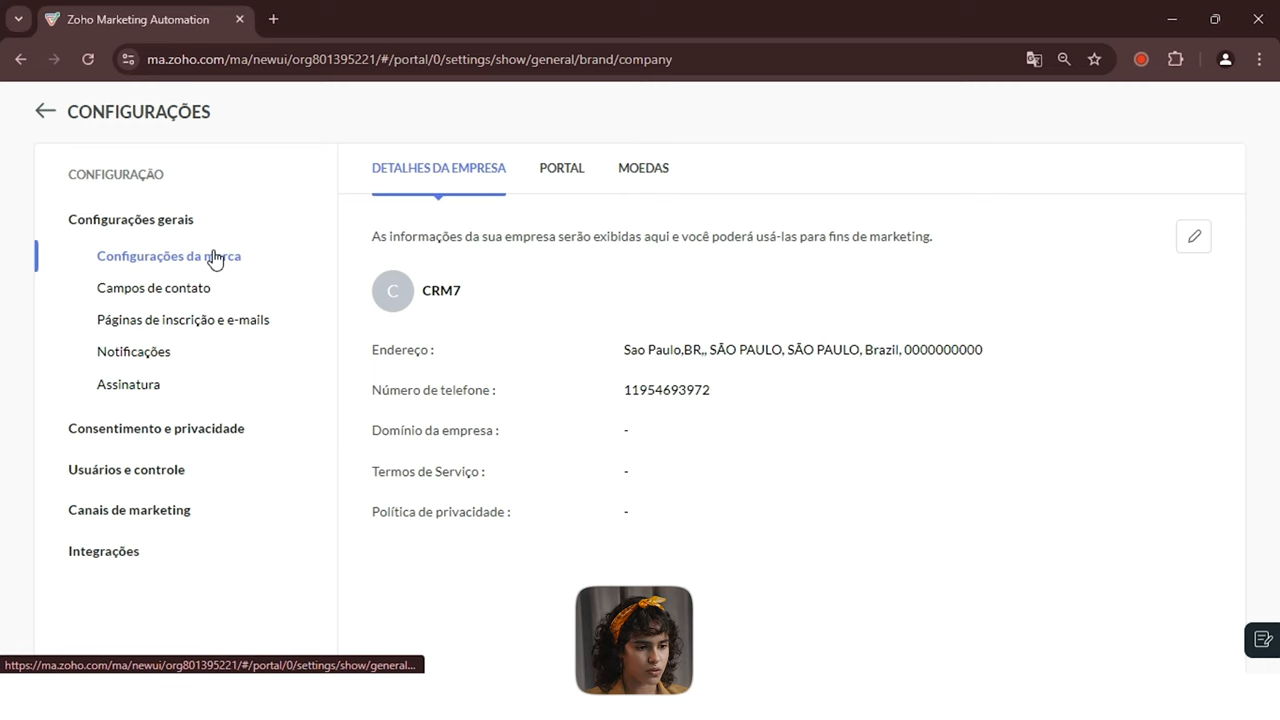 Zoho Marketing Automation
ma.zoho.com/ma/newui/org801395221/#/portal/0/settings/show/general/brand/company
CONFIGURAÇÕES
CONFIGURAÇÃO
Configurações gerais
Configurações da marca
Campos de contato
Páginas de inscrição e e-mails
Notificações
Assinatura
Consentimento e privacidade
Usuários e controle
Canais de marketing
Integrações
DETALHES DA EMPRESA PORTAL MOEDAS
As informações da sua empresa serão exibidas aqui e você poderá usá-las para fins de marketing.
C CRM7
Endereço : Sao Paulo,BR,, SÃO PAULO, SÃO PAULO, Brazil, 0000000000
Número de telefone : 11954693972
Domínio da empresa : -
Termos de Serviço : -
Política de privacidade : -
https://ma.zoho.com/ma/newui/org801395221/#/portal/0/settings/show/general...